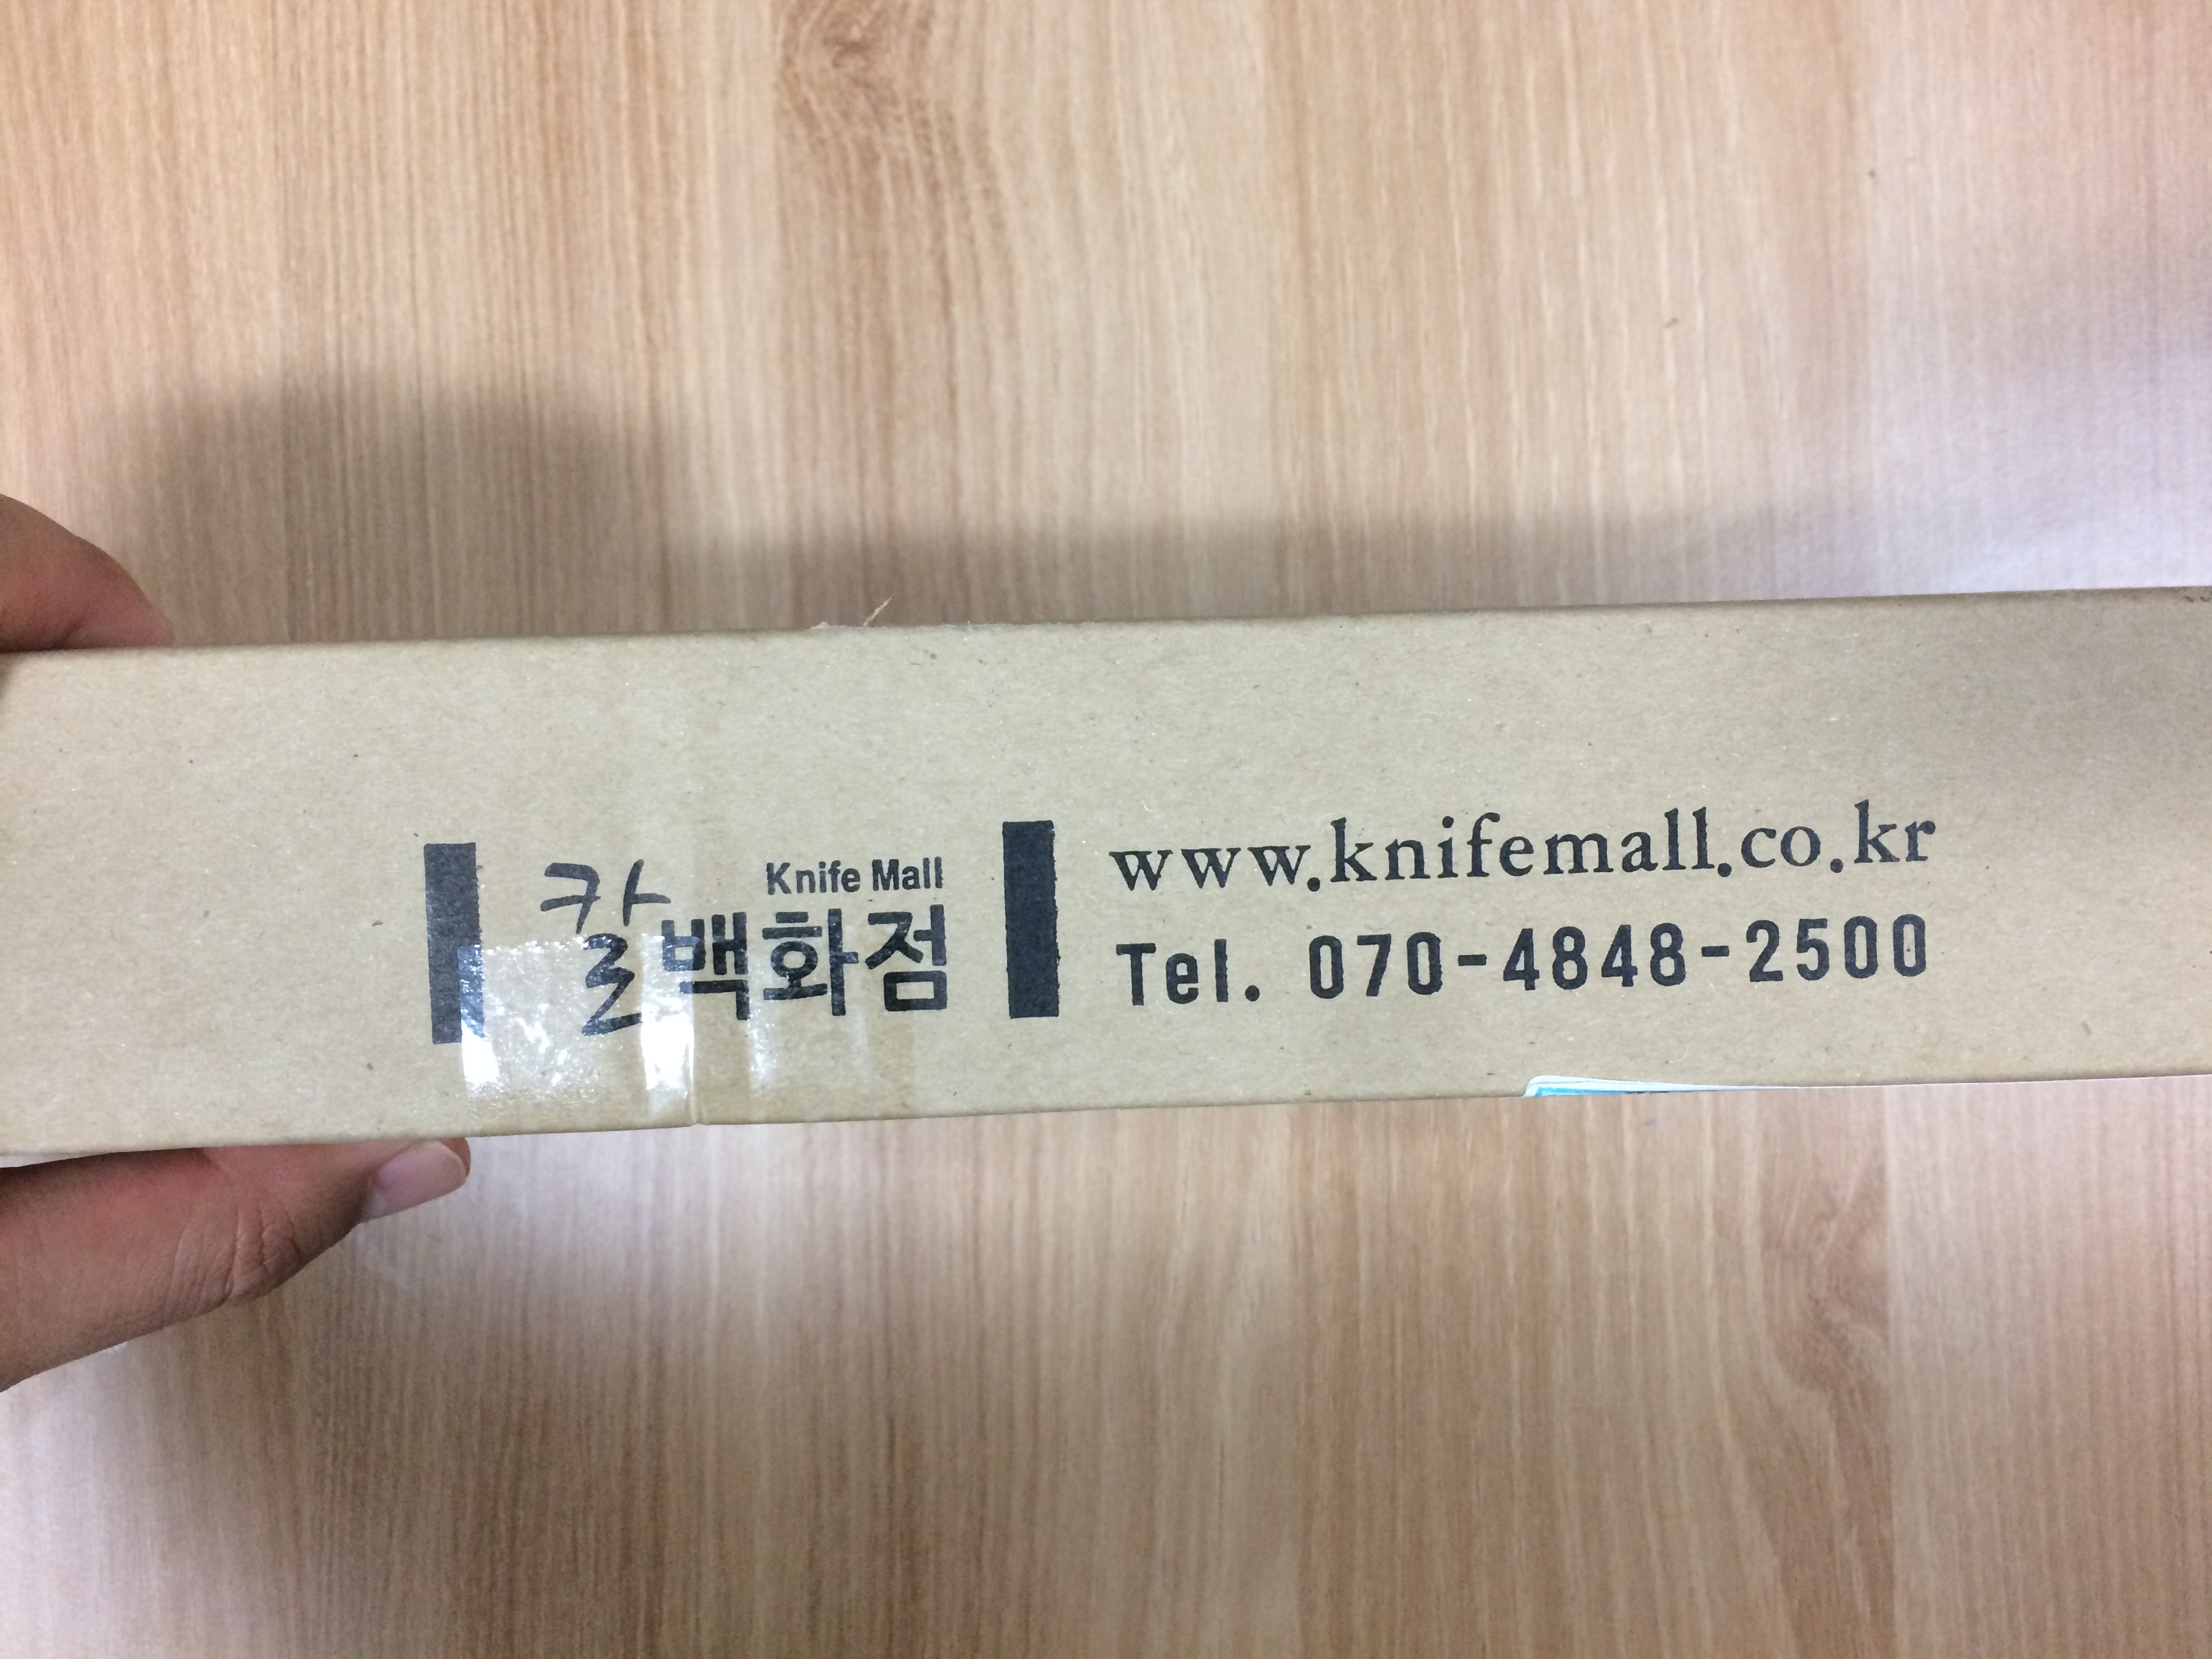 Knife Mall
칼백화점
www.knifemall.co.kr
Tel. 070-4848-2500